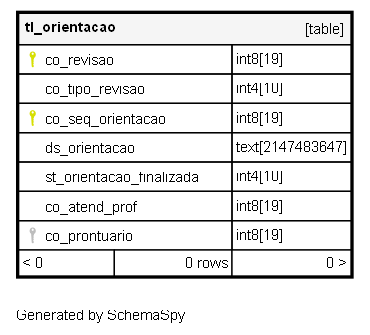 tl_orientacao [table]
co_revisao int8[19]
co_tipo_revisao int4[10]
co_seq_orientacao int8[19]
ds_orientacao text[2147483647]
st_orientacao_finalizada int4[10]
co_atend_prof int8[19]
co_prontuario int8[19]
< 0 0 rows 0 >
Generated by SchemaSpy